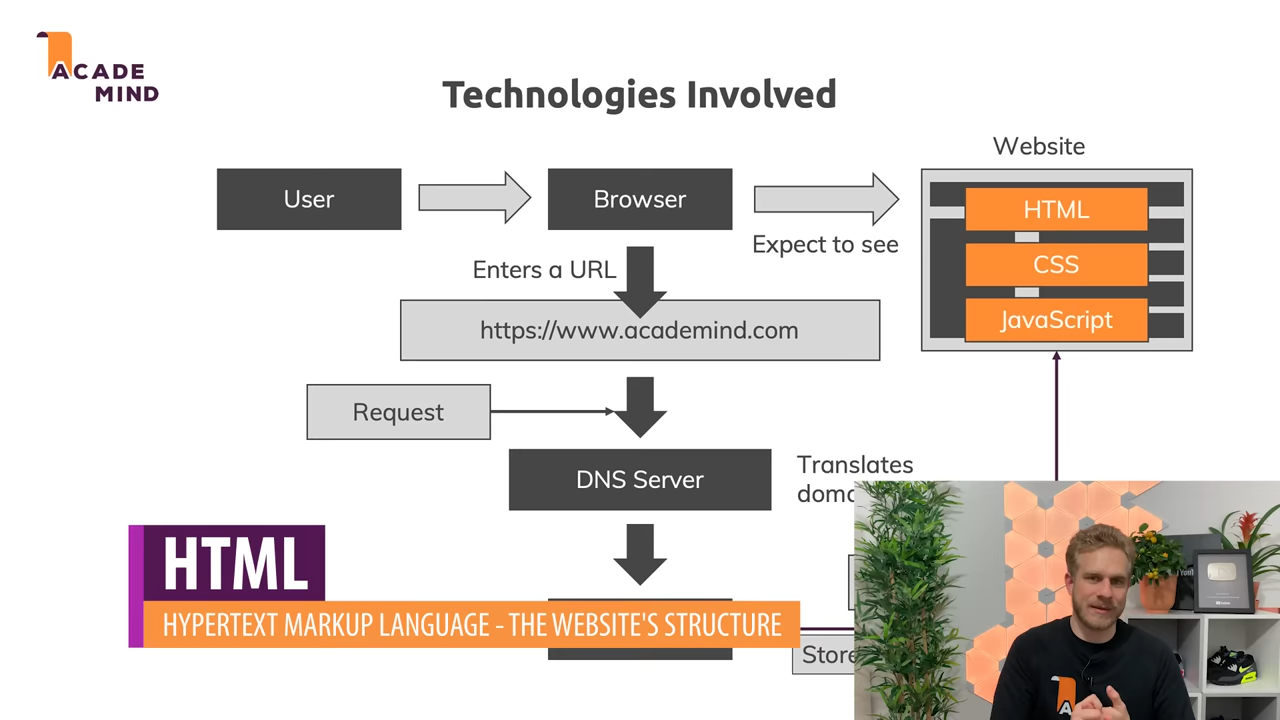 ACADE
MIND
Technologies Involved
Website
User
Browser
HTML
CSS
JavaScript
Expect to see
Enters a URL
https://www.academind.com
Request
DNS Server
Translates
HTML
HYPERTEXT MARKUP LANGUAGE - THE WEBSITE'S STRUCTURE
Store